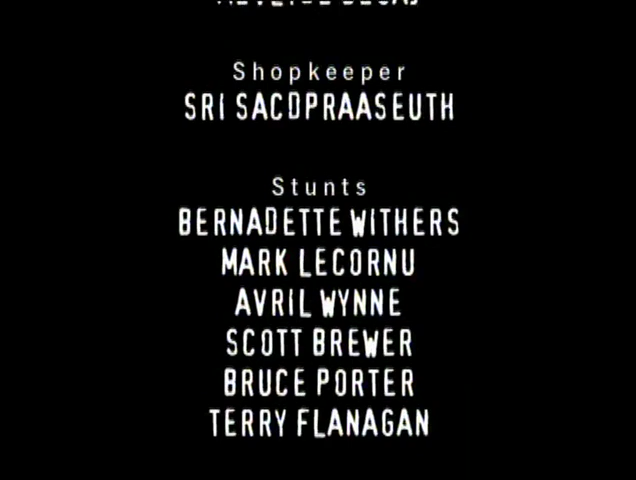 Shopkeeper
SRI SACDPRAASEUTH
Stunts
BERNADETTE WITHERS
MARK LECORNU
AVRIL WYNNE
SCOTT BREWER
BRUCE PORTER
TERRY FLANAGAN